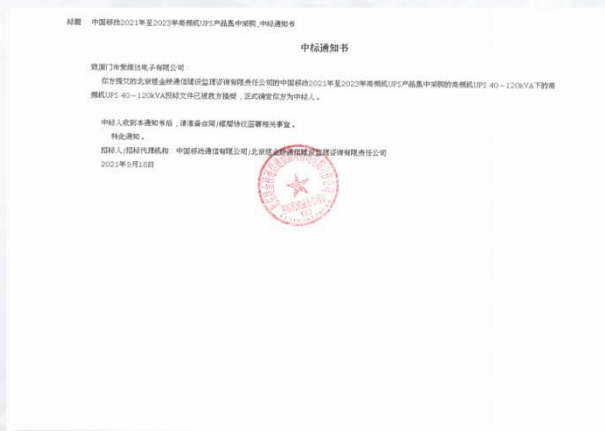 标题: 中国移动2021年至2023年高频机UPS产品集中采购_中标通知书
中标通知书
致厦门市爱维达电子有限公司:
你方提交的北京煜金桥通信建设监理咨询有限责任公司的中国移动2021年至2023年高频机UPS产品集中采购的高频机UPS 40~120kVA下的高
频机UPS 40~120kVA投标文件已被我方接受,正式确定你方为中标人。
中标人收到本通知书后,请准备合同/框架协议签署相关事宜。
特此通知。
招标人/招标代理机构:中国移动通信有限公司/北京煜金桥通信建设监理咨询有限责任公司
2021年9月18日